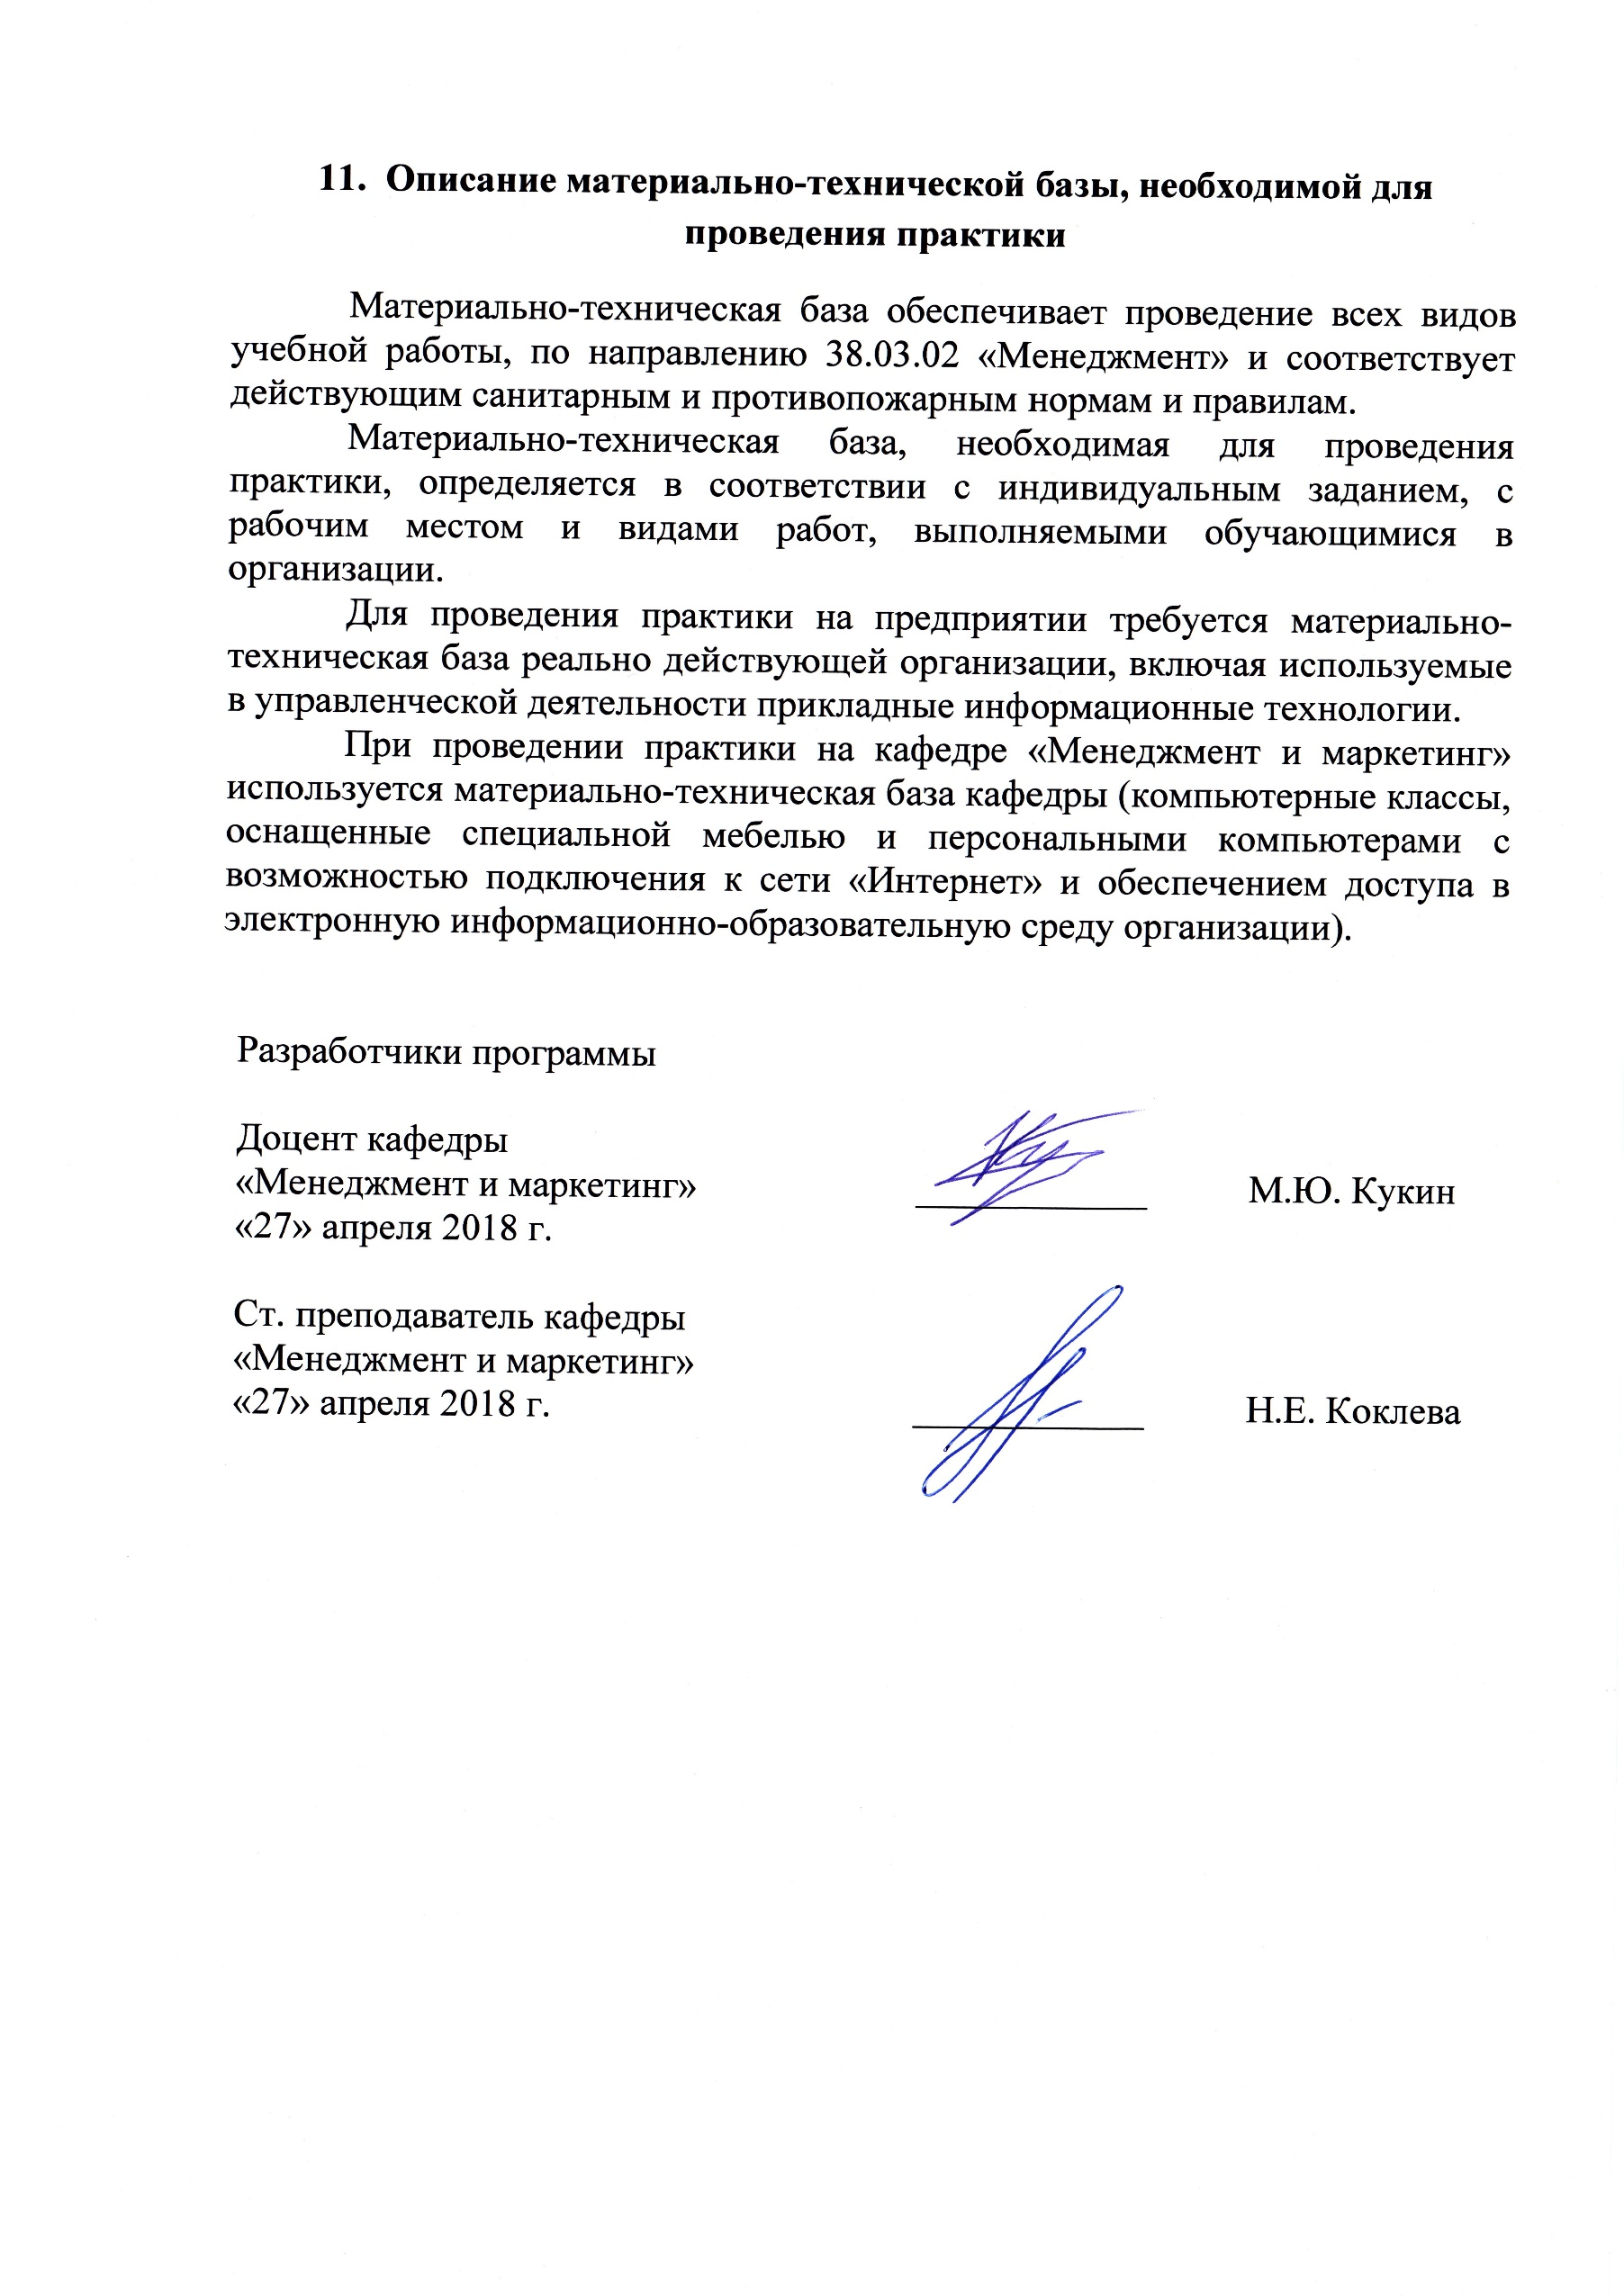 11. Описание материально-технической базы, необходимой для
проведения практики
Материально-техническая база обеспечивает проведение всех видов
учебной работы, по направлению 38.03.02 «Менеджмент» и соответствует
действующим санитарным и противопожарным нормам и правилам.
Материально-техническая база, необходимая для проведения
практики, определяется в соответствии с индивидуальным заданием, с
рабочим местом и видами работ, выполняемыми обучающимися в
организации.
Для проведения практики на предприятии требуется материально-
техническая база реально действующей организации, включая используемые
в управленческой деятельности прикладные информационные технологии.
При проведении практики на кафедре «Менеджмент и маркетинг»
используется материально-техническая база кафедры (компьютерные классы,
оснащенные специальной мебелью и персональными компьютерами с
возможностью подключения к сети «Интернет» и обеспечением доступа в
электронную информационно-образовательную среду организации).
Разработчики программы
Доцент кафедры
«Менеджмент и маркетинг» М.Ю. Кукин
«27» апреля 2018 г.
Ст. преподаватель кафедры
«Менеджмент и маркетинг»
«27» апреля 2018 г. Н.Е. Коклева